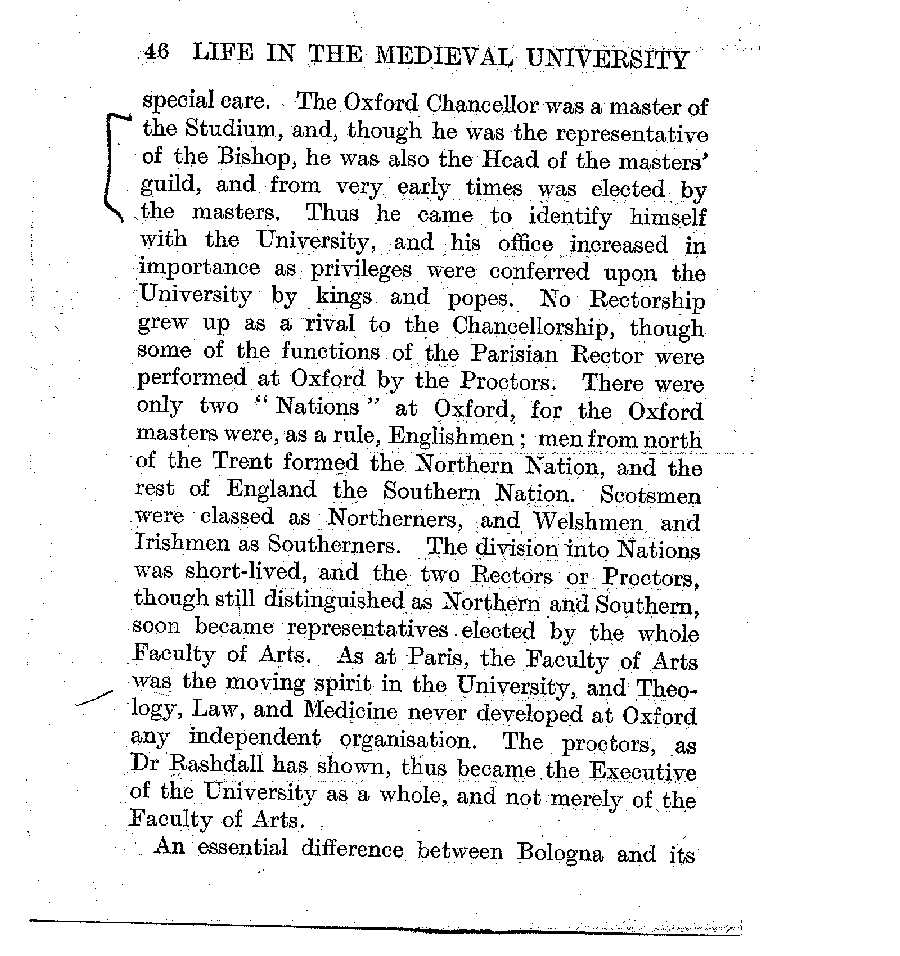 46 LIFE IN THE MEDIEVAL UNIVERSITY
special care. The Oxford Chancellor was a master of
the Studium, and, though he was the representative
of the Bishop, he was also the Head of the masters'
guild, and from very early times was elected by
the masters. Thus he came to identify himself
with the University, and his office increased in
importance as privileges were conferred upon the
University by kings and popes. No Rectorship
grew up as a rival to the Chancellorship, though
some of the functions of the Parisian Rector were
performed at Oxford by the Proctors. There were
only two "Nations" at Oxford, for the Oxford
masters were, as a rule, Englishmen; men from north
of the Trent formed the Northern Nation, and the
rest of England the Southern Nation. Scotsmen
were classed as Northerners, and Welshmen and
Irishmen as Southerners. The division into Nations
was short-lived, and the two Rectors or Proctors,
though still distinguished as Northern and Southern,
soon became representatives elected by the whole
Faculty of Arts. As at Paris, the Faculty of Arts
was the moving spirit in the University, and Theo-
logy, Law, and Medicine never developed at Oxford
any independent organisation. The proctors, as
Dr Rashdall has shown, thus became the Executive
of the University as a whole, and not merely of the
Faculty of Arts.
An essential difference between Bologna and its